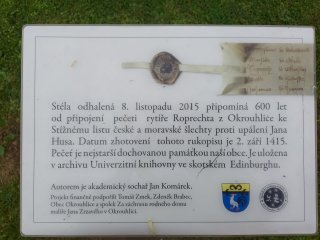 Stéla odhalená 8. listopadu 2015 připomíná 600 let
od připojení pečeti rytíře Roprechta z Okrouhlice ke
Stížnému listu české a moravské šlechty proti upálení Jana
Husa. Datum zhotovení tohoto rukopisu je 2. září 1415.
Pečeť je nejstarší dochovanou památkou naší obce. Je uložena
v archivu Univerzitní knihovny ve skotském Edinburghu.
Autorem je akademický sochař Jan Komárek.
Projekt finančně podpořili Tomáš Zmek, Zdeněk Brabec,
Obec Okrouhlice a spolek Za záchranu rodného domu
malíře Jana Zrzavého v Okrouhlici.